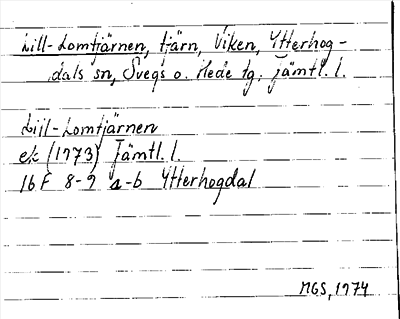 Lill-Lomtjärnen, tjärn, Viken, Ytterhog-
dals sn, Svegs o. Hede tg. Jämtl. l.
Lill-Lomtjärnen
ek (1973) Jämtl. l.
16F 8-9 a-b Ytterhogdal
MGS, 1974